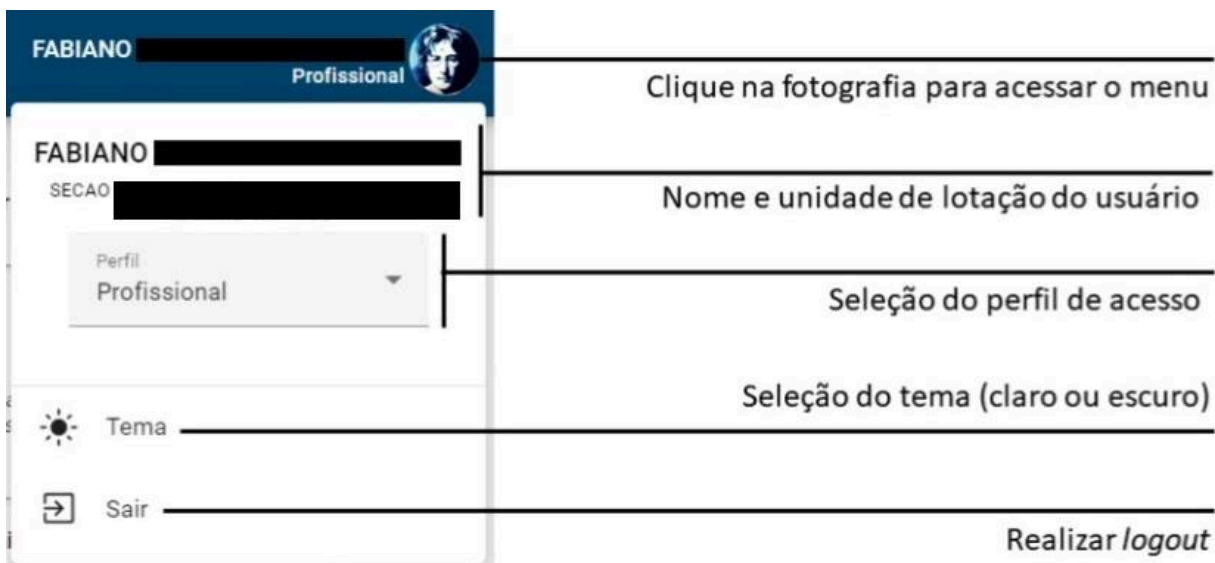 FABIANO
Profissional
Clique na fotografia para acessar o menu
FABIANO
SECAO
Nome e unidade de lotação do usuário
Perfil
Profissional
Seleção do perfil de acesso
Seleção do tema (claro ou escuro)
Tema
Sair
Realizar logout